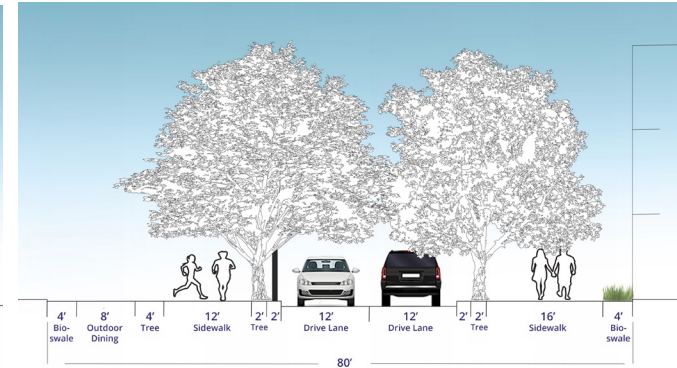 4' 8' 4' 12' 2' 2' 12' 12' 2' 2' 16' 4'
Bio- Outdoor Tree Sidewalk Tree Drive Lane Drive Lane Tree Sidewalk Bio-
swale Dining swale
80'